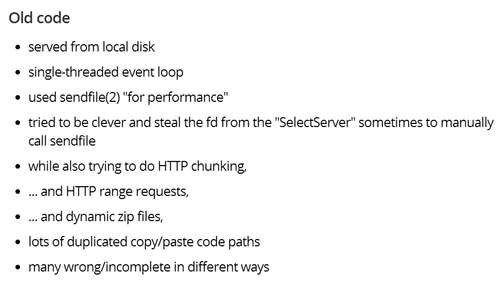 Old code
• served from local disk
• single-threaded event loop
• used sendfile(2) "for performance"
• tried to be clever and steal the fd from the "SelectServer" sometimes to manually
call sendfile
• while also trying to do HTTP chunking,
• ... and HTTP range requests,
• ... and dynamic zip files,
• lots of duplicated copy/paste code paths
• many wrong/incomplete in different ways